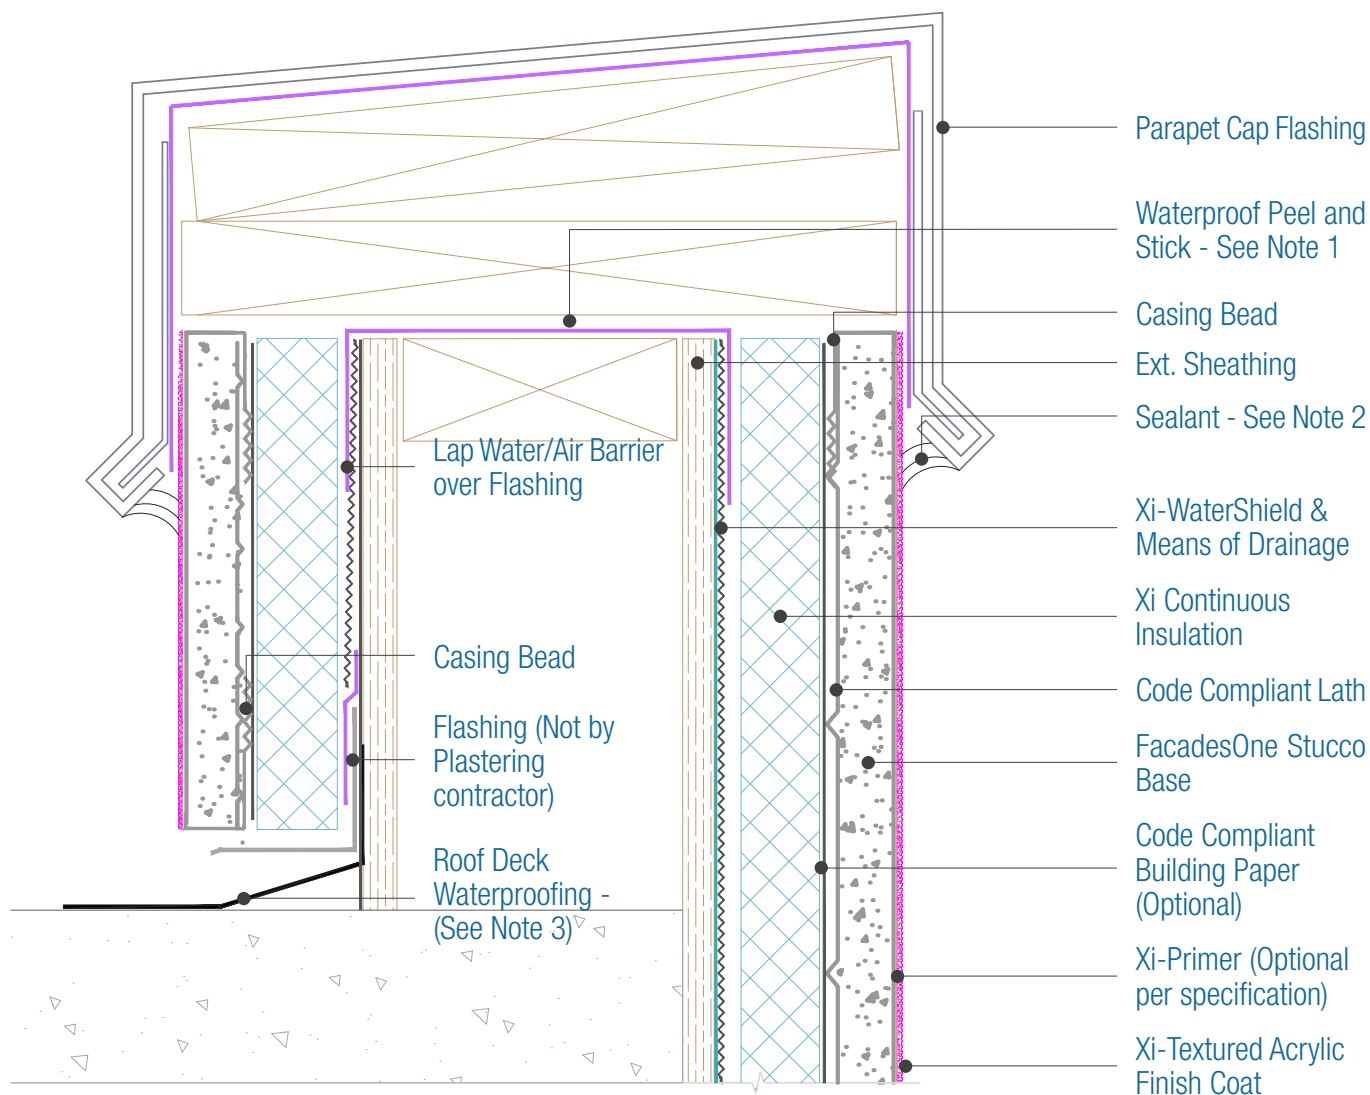 Parapet Cap Flashing
Waterproof Peel and
Stick - See Note 1
Casing Bead
Ext. Sheathing
Sealant - See Note 2
Lap Water/Air Barrier
over Flashing
Xi-WaterShield &
Means of Drainage
Xi Continuous
Insulation
Casing Bead
Code Compliant Lath
Flashing (Not by
Plastering
contractor)
FacadesOne Stucco
Base
Roof Deck
Waterproofing -
(See Note 3)
Code Compliant
Building Paper
(Optional)
Xi-Primer (Optional
per specification)
Xi-Textured Acrylic
Finish Coat